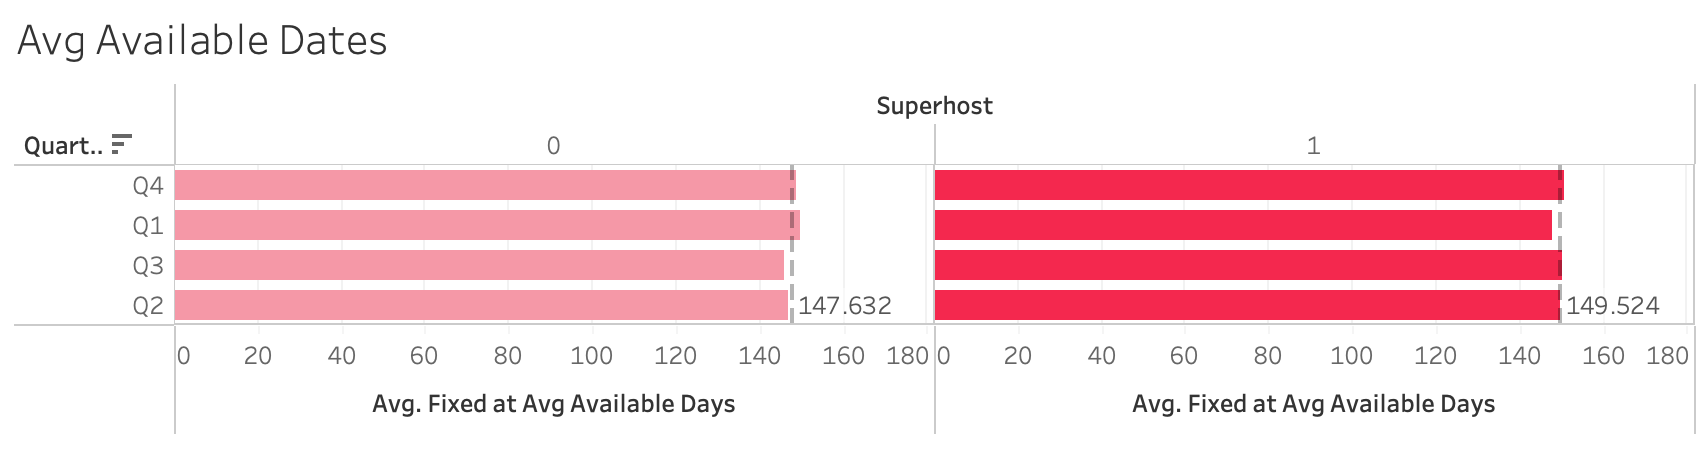 Avg Available Dates
Superhost
Quart..
0
1
Q4
Q1
Q3
Q2
147.632
149.524
0 20 40 60 80 100 120 140 160 180
0 20 40 60 80 100 120 140 160 180
Avg. Fixed at Avg Available Days
Avg. Fixed at Avg Available Days